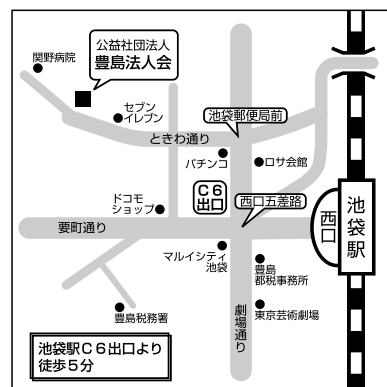 公益社団法人
豊島法人会
関野病院
セブン
イレブン
池袋郵便局前
ときわ通り
パチンコ
ロサ会館
C6
出口
ドコモ
ショップ
西口五差路
池袋駅
西口
要町通り
マルイシティ
池袋
豊島
都税事務所
豊島税務署
劇場通り
東京芸術劇場
池袋駅C6出口より
徒歩5分